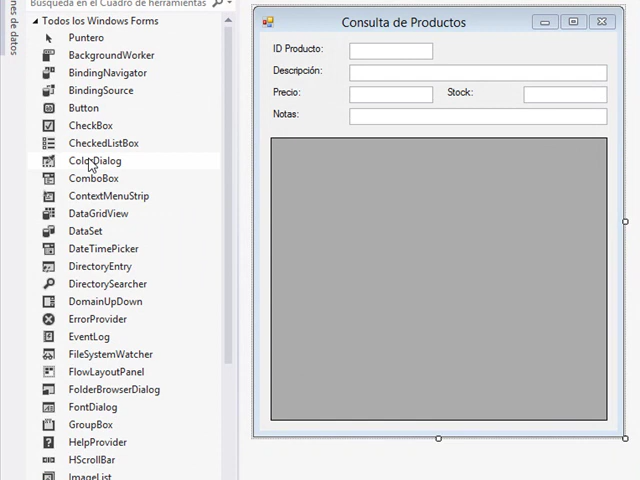 Búsqueda en el Cuadro de herramientas
nes de datos
Todos los Windows Forms
Puntero
BackgroundWorker
BindingNavigator
BindingSource
Button
CheckBox
CheckedListBox
ColorDialog
ComboBox
ContextMenuStrip
DataGridView
DataSet
DateTimePicker
DirectoryEntry
DirectorySearcher
DomainUpDown
ErrorProvider
EventLog
FileSystemWatcher
FlowLayoutPanel
FolderBrowserDialog
FontDialog
GroupBox
HelpProvider
HScrollBar
ImageList
Consulta de Productos
ID Producto:
Descripción:
Precio: Stock:
Notas: